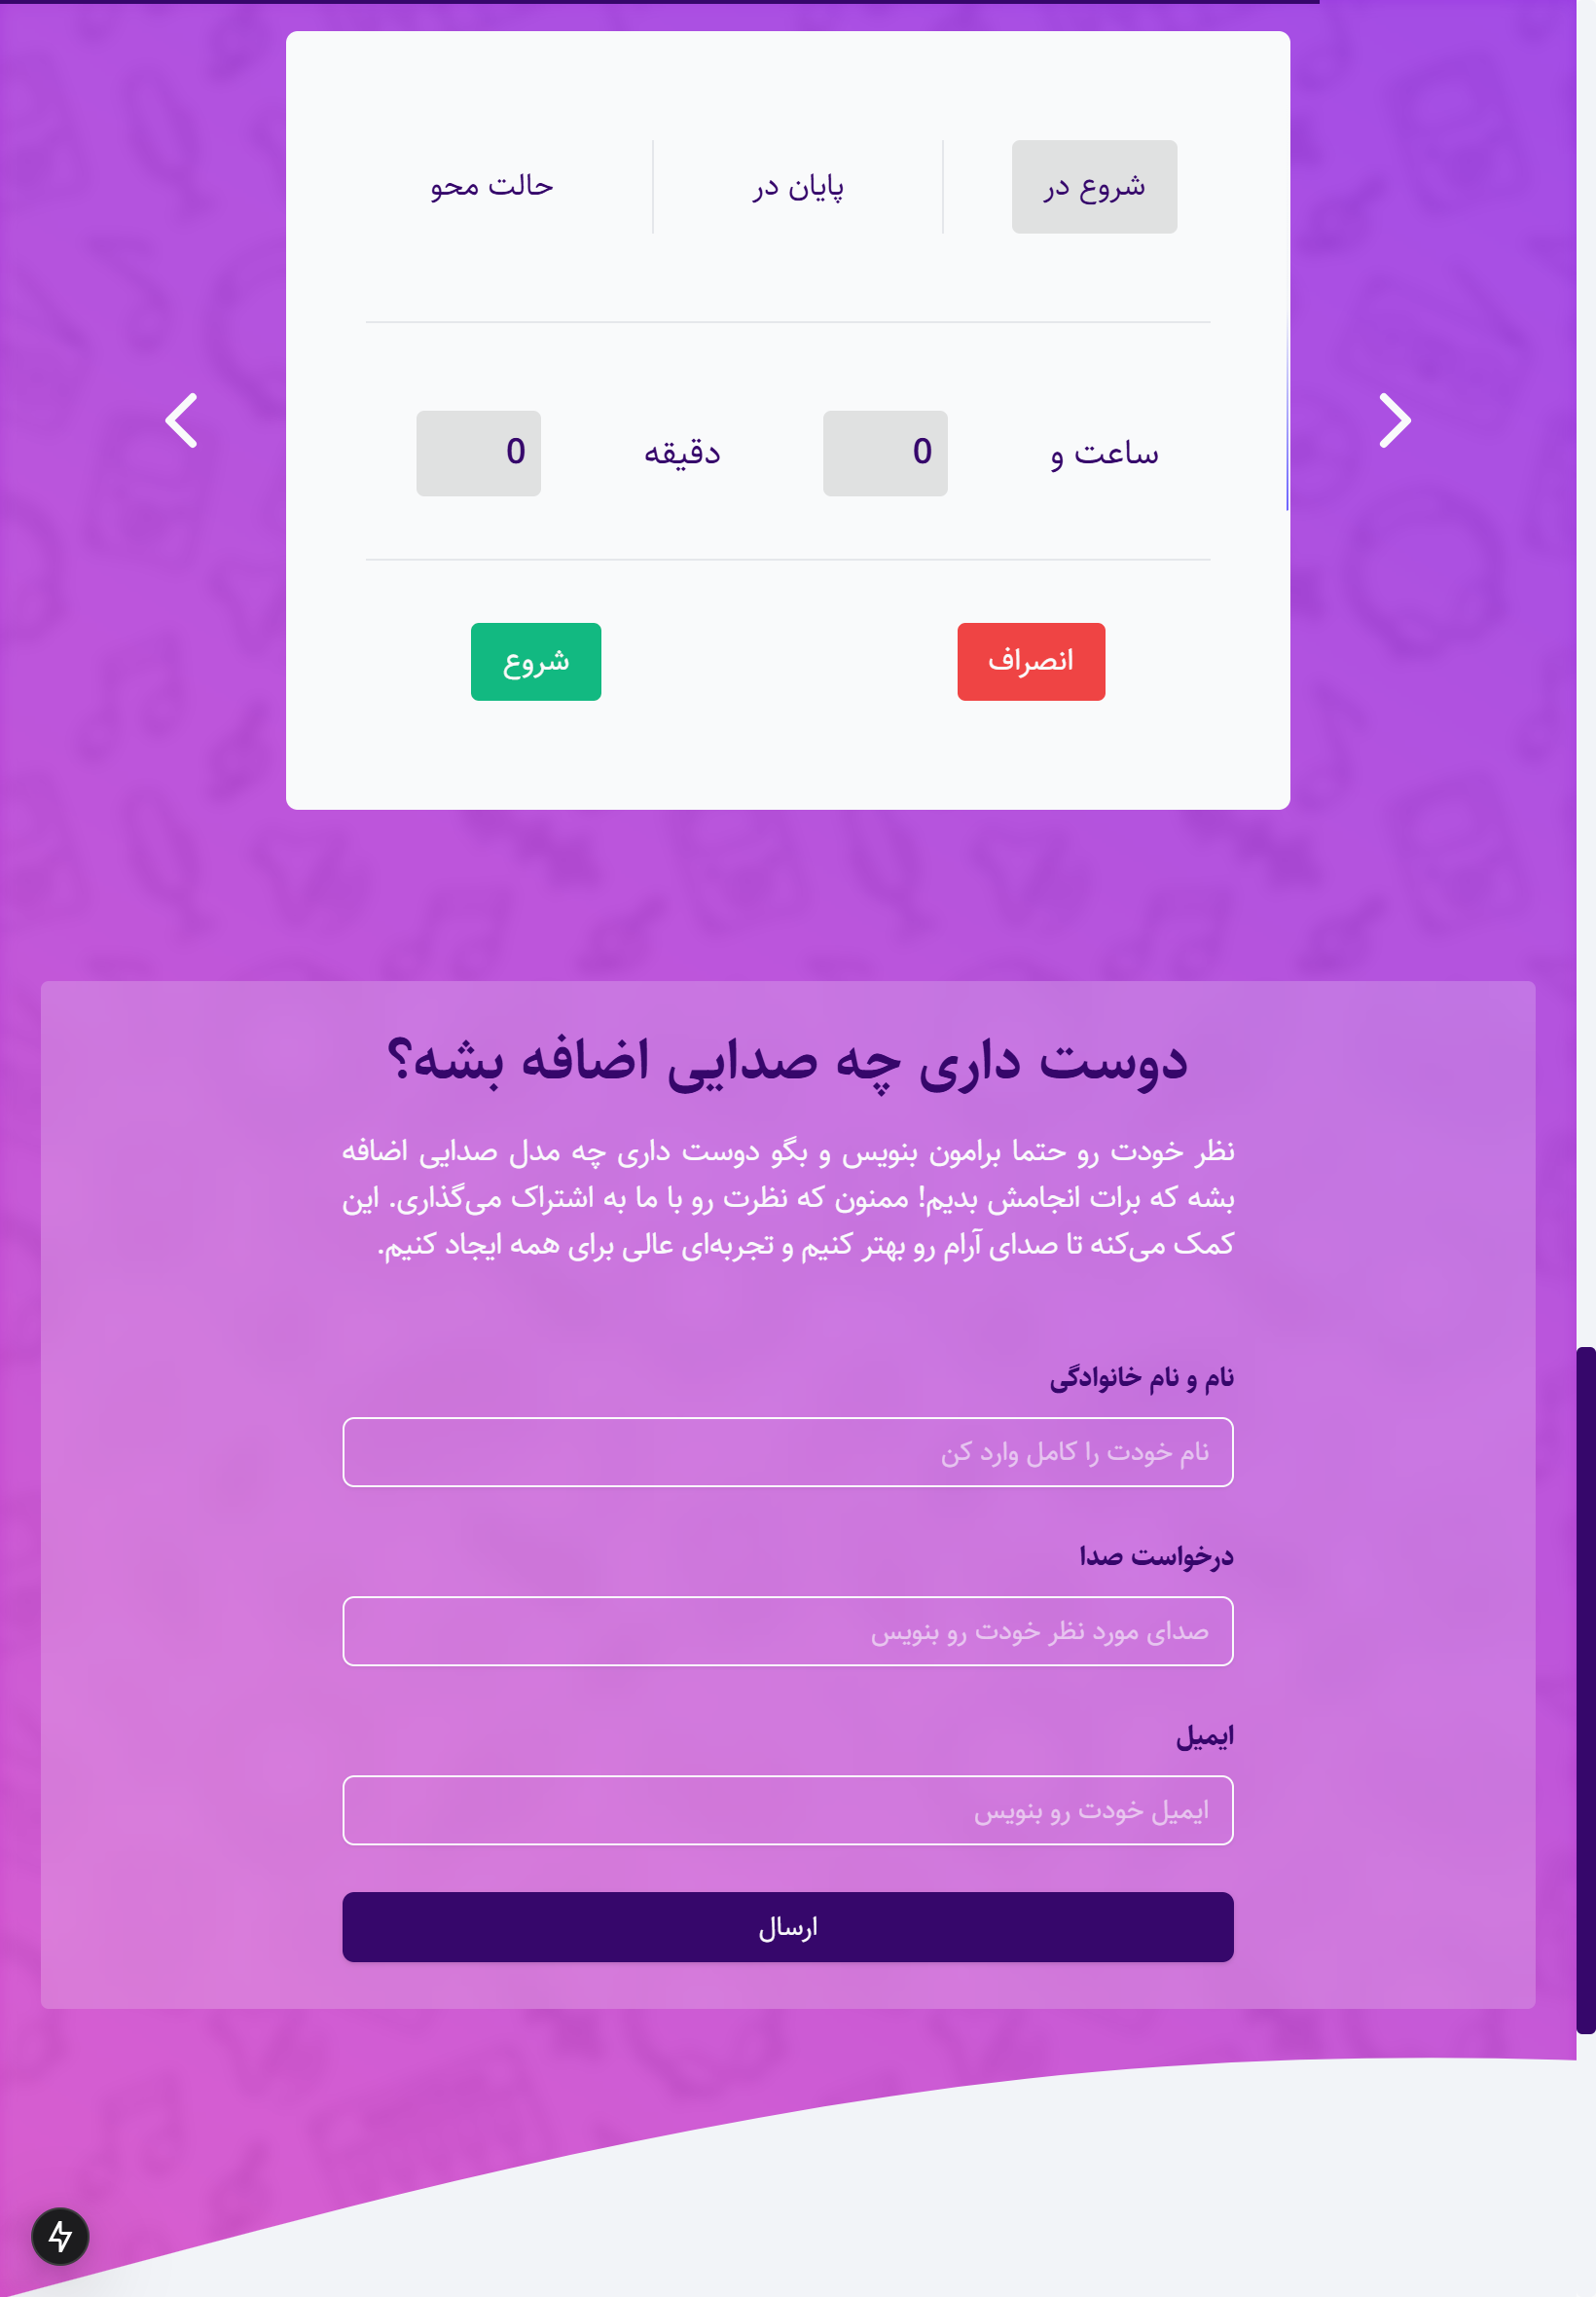 شروع در
پایان در
حالت محو
ساعت و
0
دقیقه
0
انصراف
شروع
دوست داری چه صدایی اضافه بشه؟
نظر خودت رو حتما برامون بنویس و بگو دوست داری چه مدل صدایی اضافه
بشه که برات انجامش بدیم! ممنون که نظرت رو با ما به اشتراک می‌گذاری. این
کمک می‌کنه تا صدای آرام رو بهتر کنیم و تجربه‌ای عالی برای همه ایجاد کنیم.
نام و نام خانوادگی
نام خودت را کامل وارد کن
درخواست صدا
صدای مورد نظر خودت رو بنویس
ایمیل
ایمیل خودت رو بنویس
ارسال